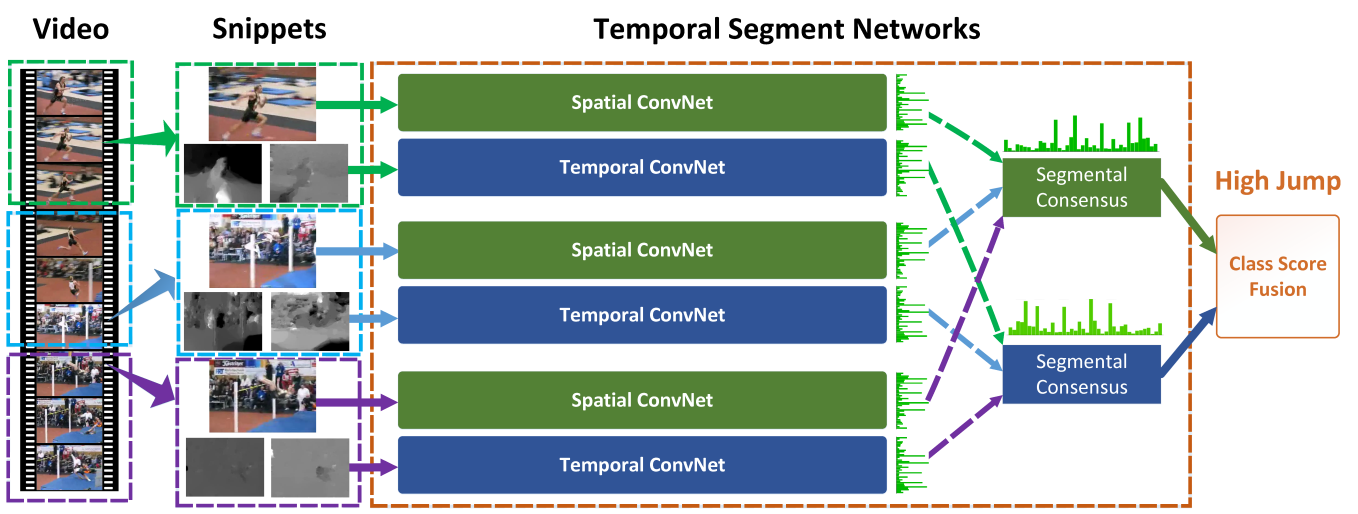 Video
Snippets
Temporal Segment Networks
Spatial ConvNet
Temporal ConvNet
Spatial ConvNet
Temporal ConvNet
Spatial ConvNet
Temporal ConvNet
Segmental
Consensus
Segmental
Consensus
High Jump
Class Score
Fusion